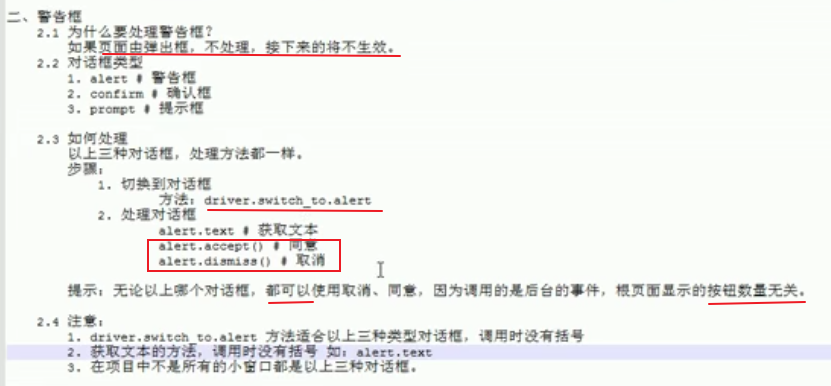 二、警告框
2.1 为什么要处理警告框？
如果页面由弹出框，不处理，接下来的将不生效。
2.2 对话框类型
1. alert # 警告框
2. confirm # 确认框
3. prompt # 提示框
2.3 如何处理
以上三种对话框，处理方法都一样。
步骤：
1. 切换到对话框
方法：driver.switch_to.alert
2. 处理对话框
alert.text # 获取文本
alert.accept() # 同意
alert.dismiss() # 取消
提示：无论以上哪个对话框，都可以使用取消、同意，因为调用的是后台的事件，根页面显示的按钮数量无关。
2.4 注意：
1. driver.switch_to.alert 方法适合以上三种类型对话框，调用时没有括号
2. 获取文本的方法，调用时没有括号 如：alert.text
3. 在项目中不是所有的小窗口都是以上三种对话框。